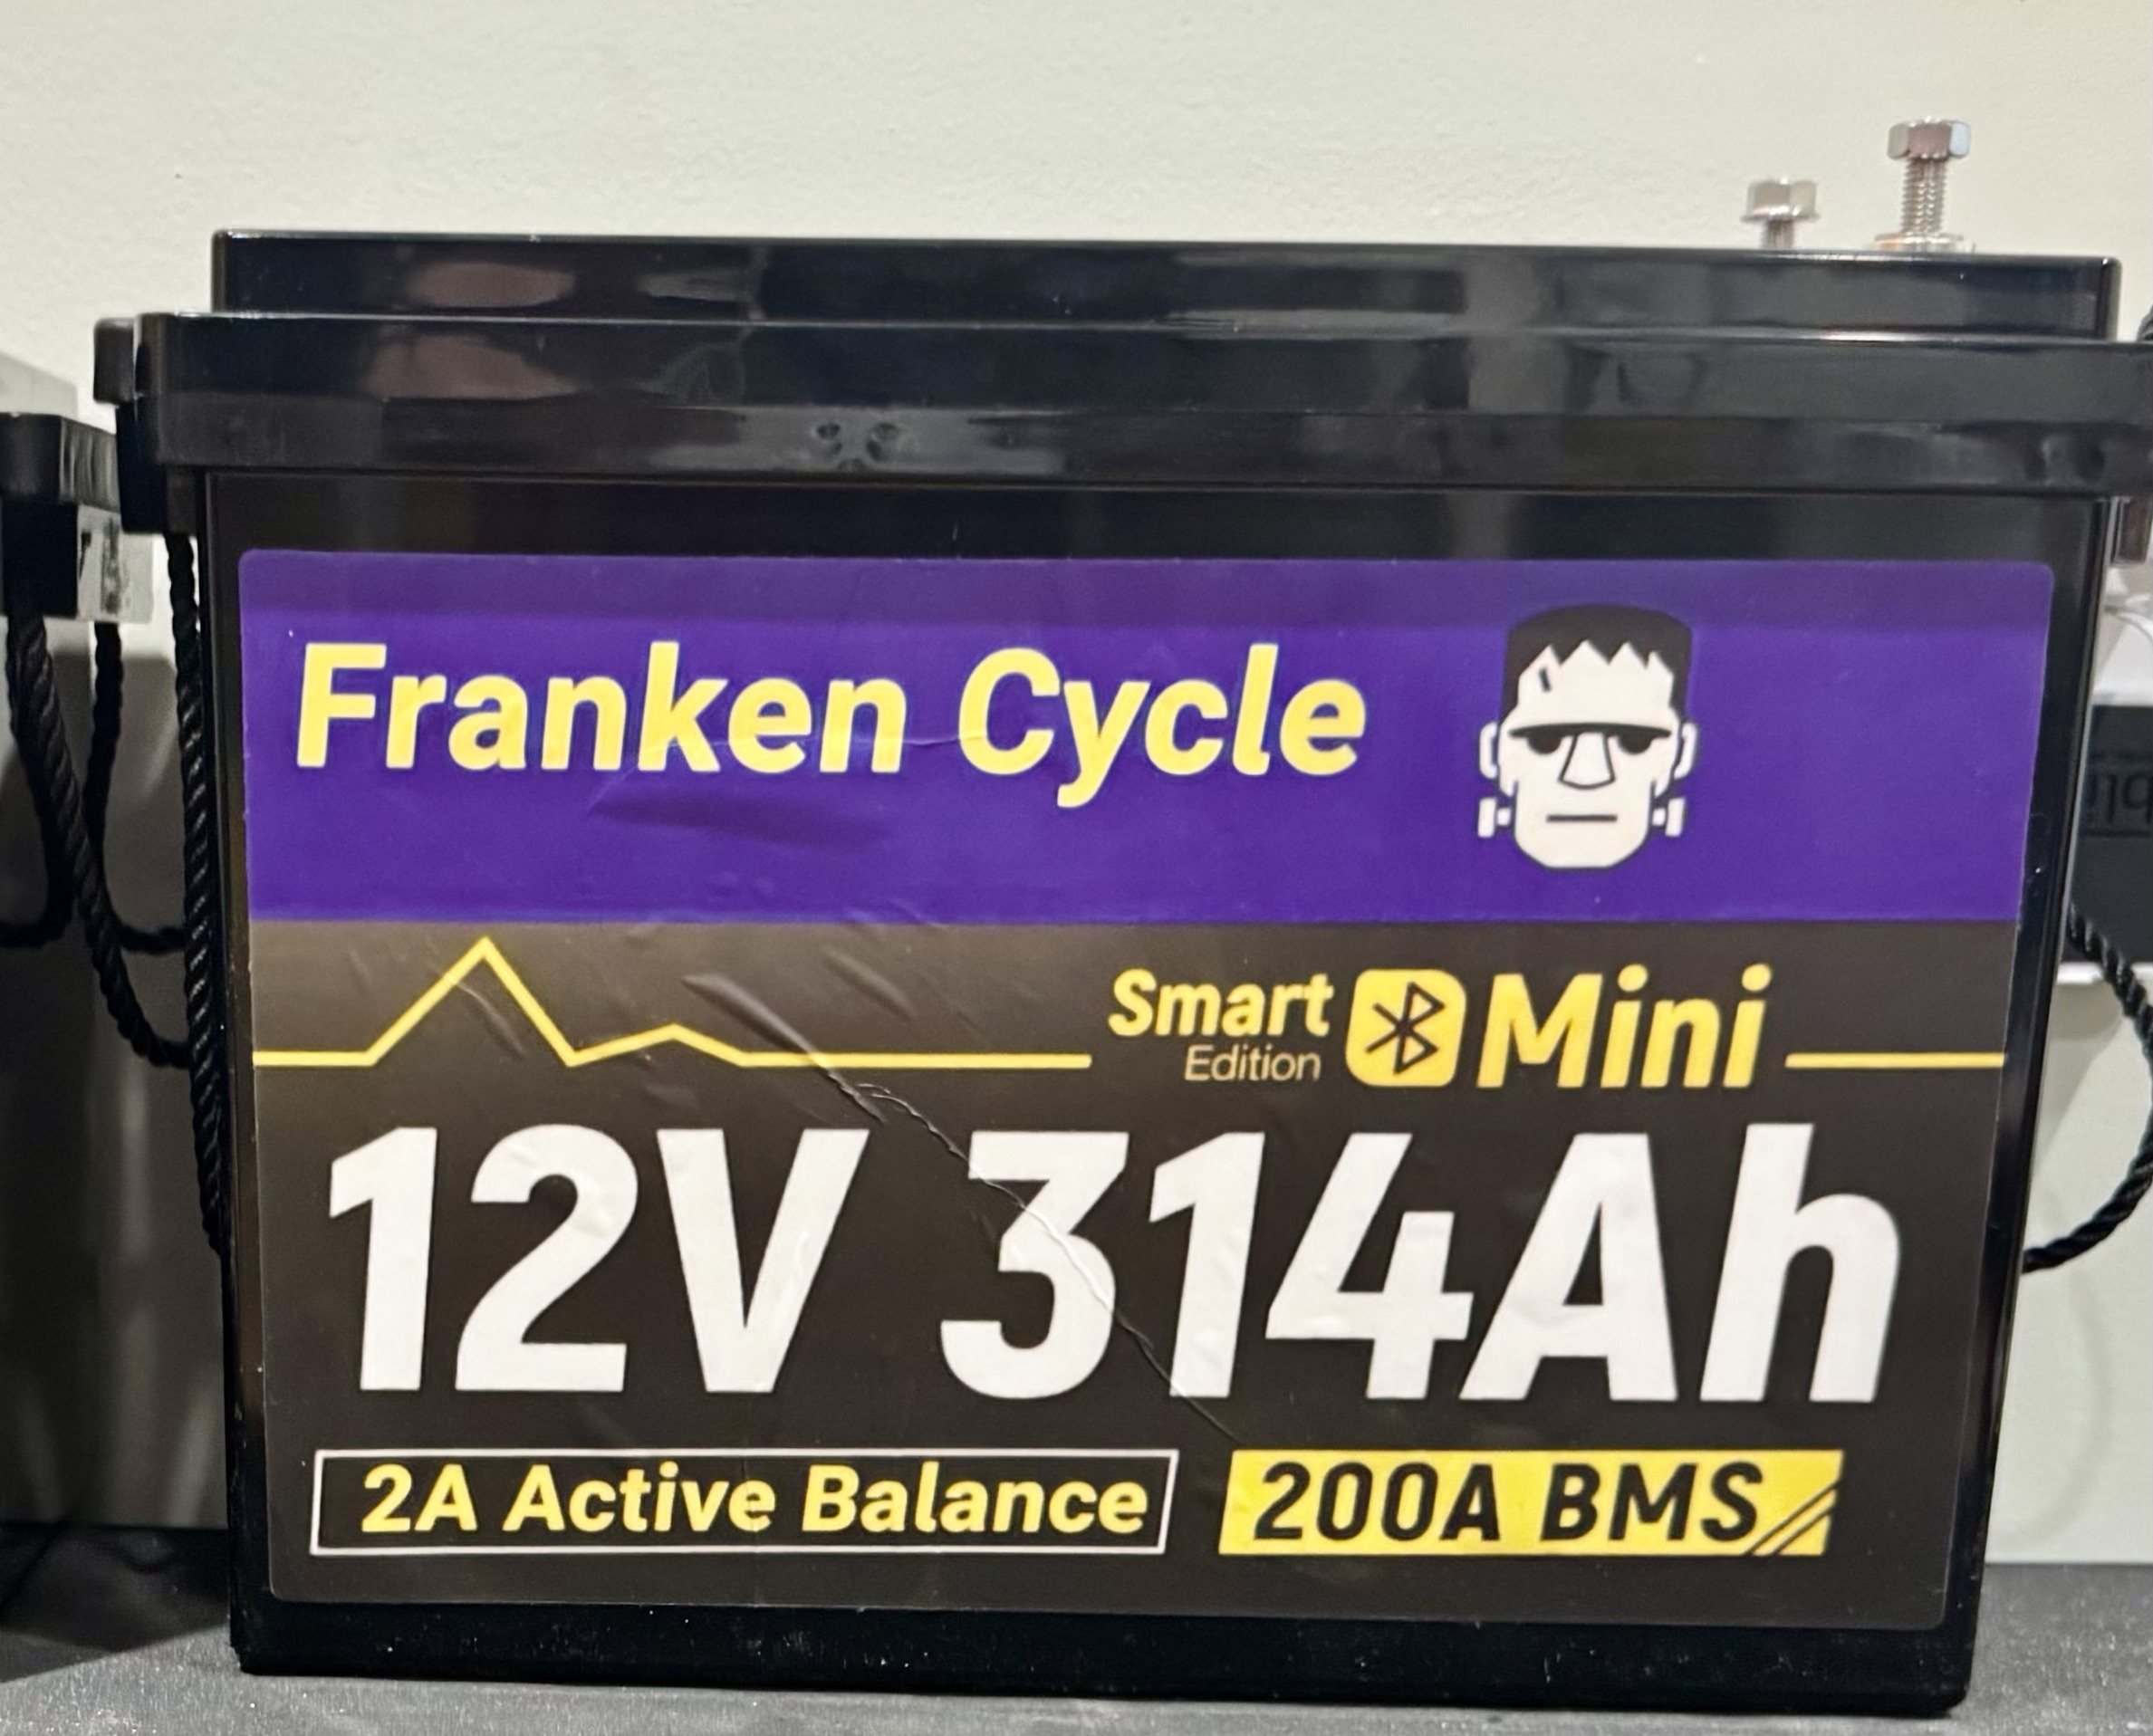 Franken Cycle
Smart Edition Mini
12V 314Ah
2A Active Balance 200A BMS